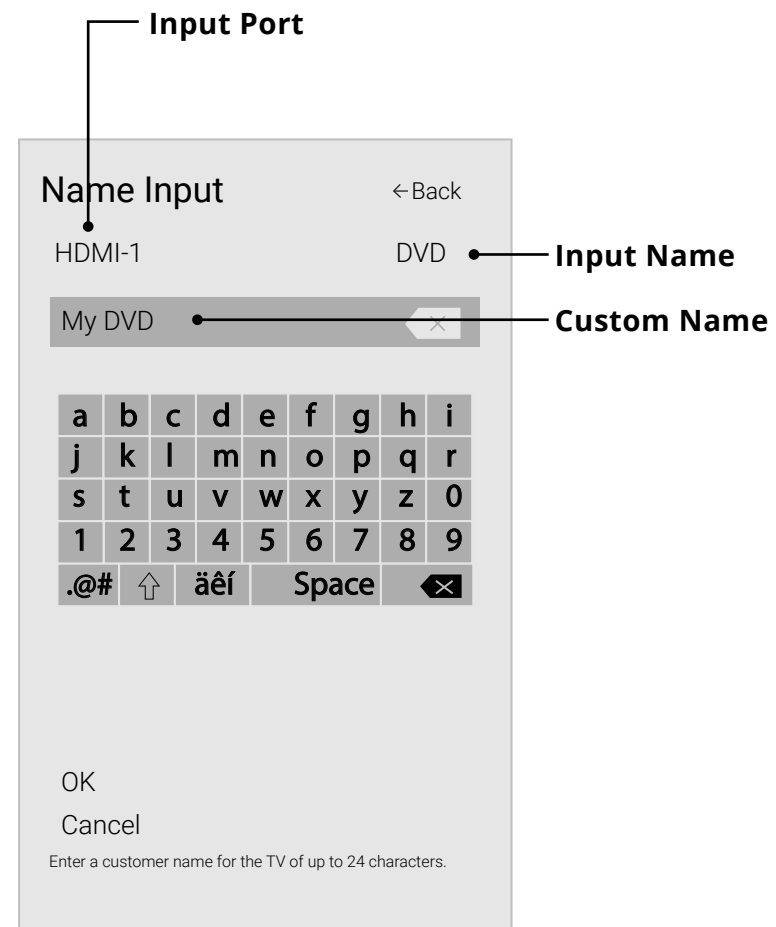 Input Port
Name Input ←Back
HDMI-1 DVD Input Name
My DVD Custom Name
a b c d e f g h i
j k l m n o p q r
s t u v w x y z 0
1 2 3 4 5 6 7 8 9
.@# äêí Space
OK
Cancel
Enter a customer name for the TV of up to 24 characters.